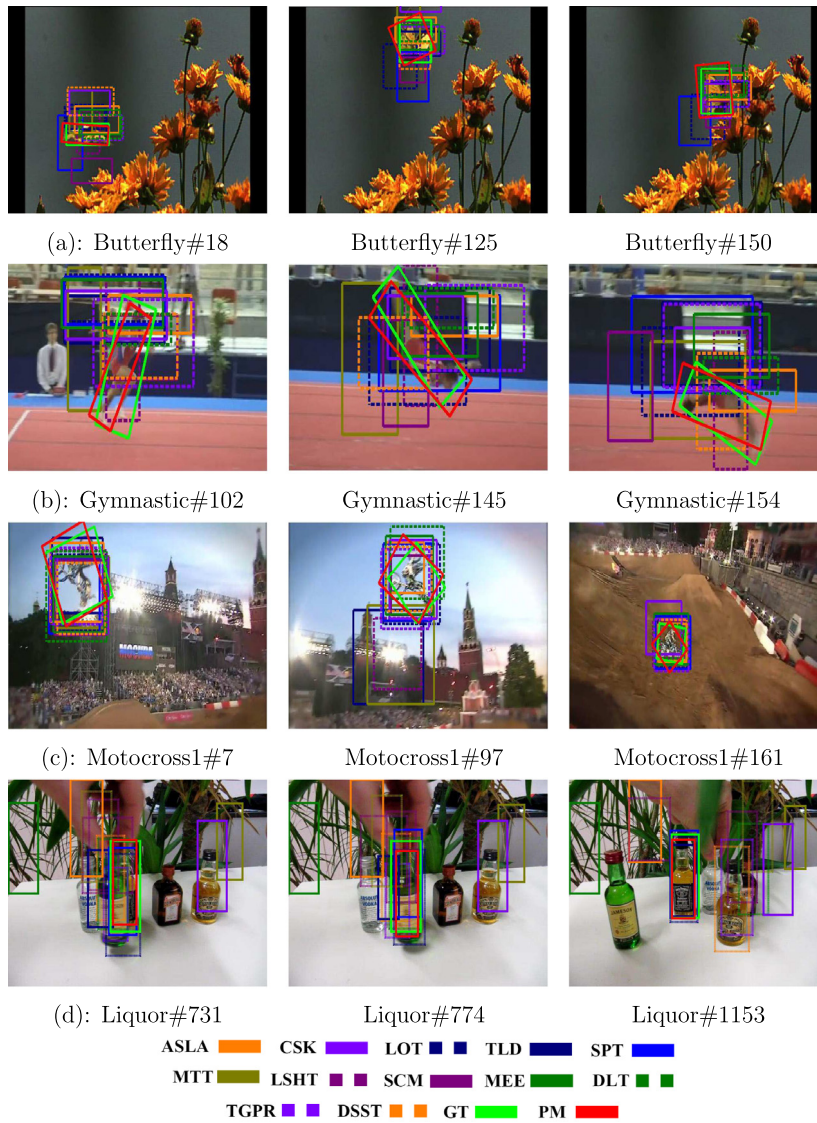 (a): Butterfly#18 Butterfly#125 Butterfly#150
(b): Gymnastic#102 Gymnastic#145 Gymnastic#154
МОСКВА
(c): Motocross1#7 Motocross1#97 Motocross1#161
(d): Liquor#731 Liquor#774 Liquor#1153
ASLA CSK LOT TLD SPT
MTT LSHT SCM MEE DLT
TGPR DSST GT PM